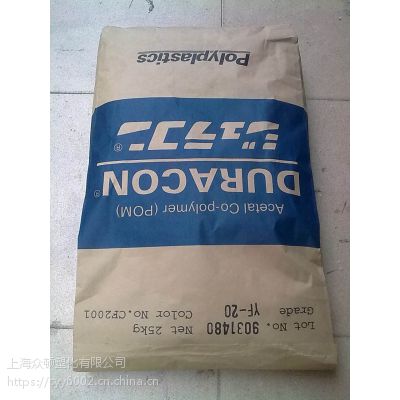 Lot No. 9031480 Net 25kg
Grade YF-20 Color No.CF2001
Acetal Co-polymer (POM)
DURACON®
ジュラコン®
Polyplastics
上海众硕塑化有限公司